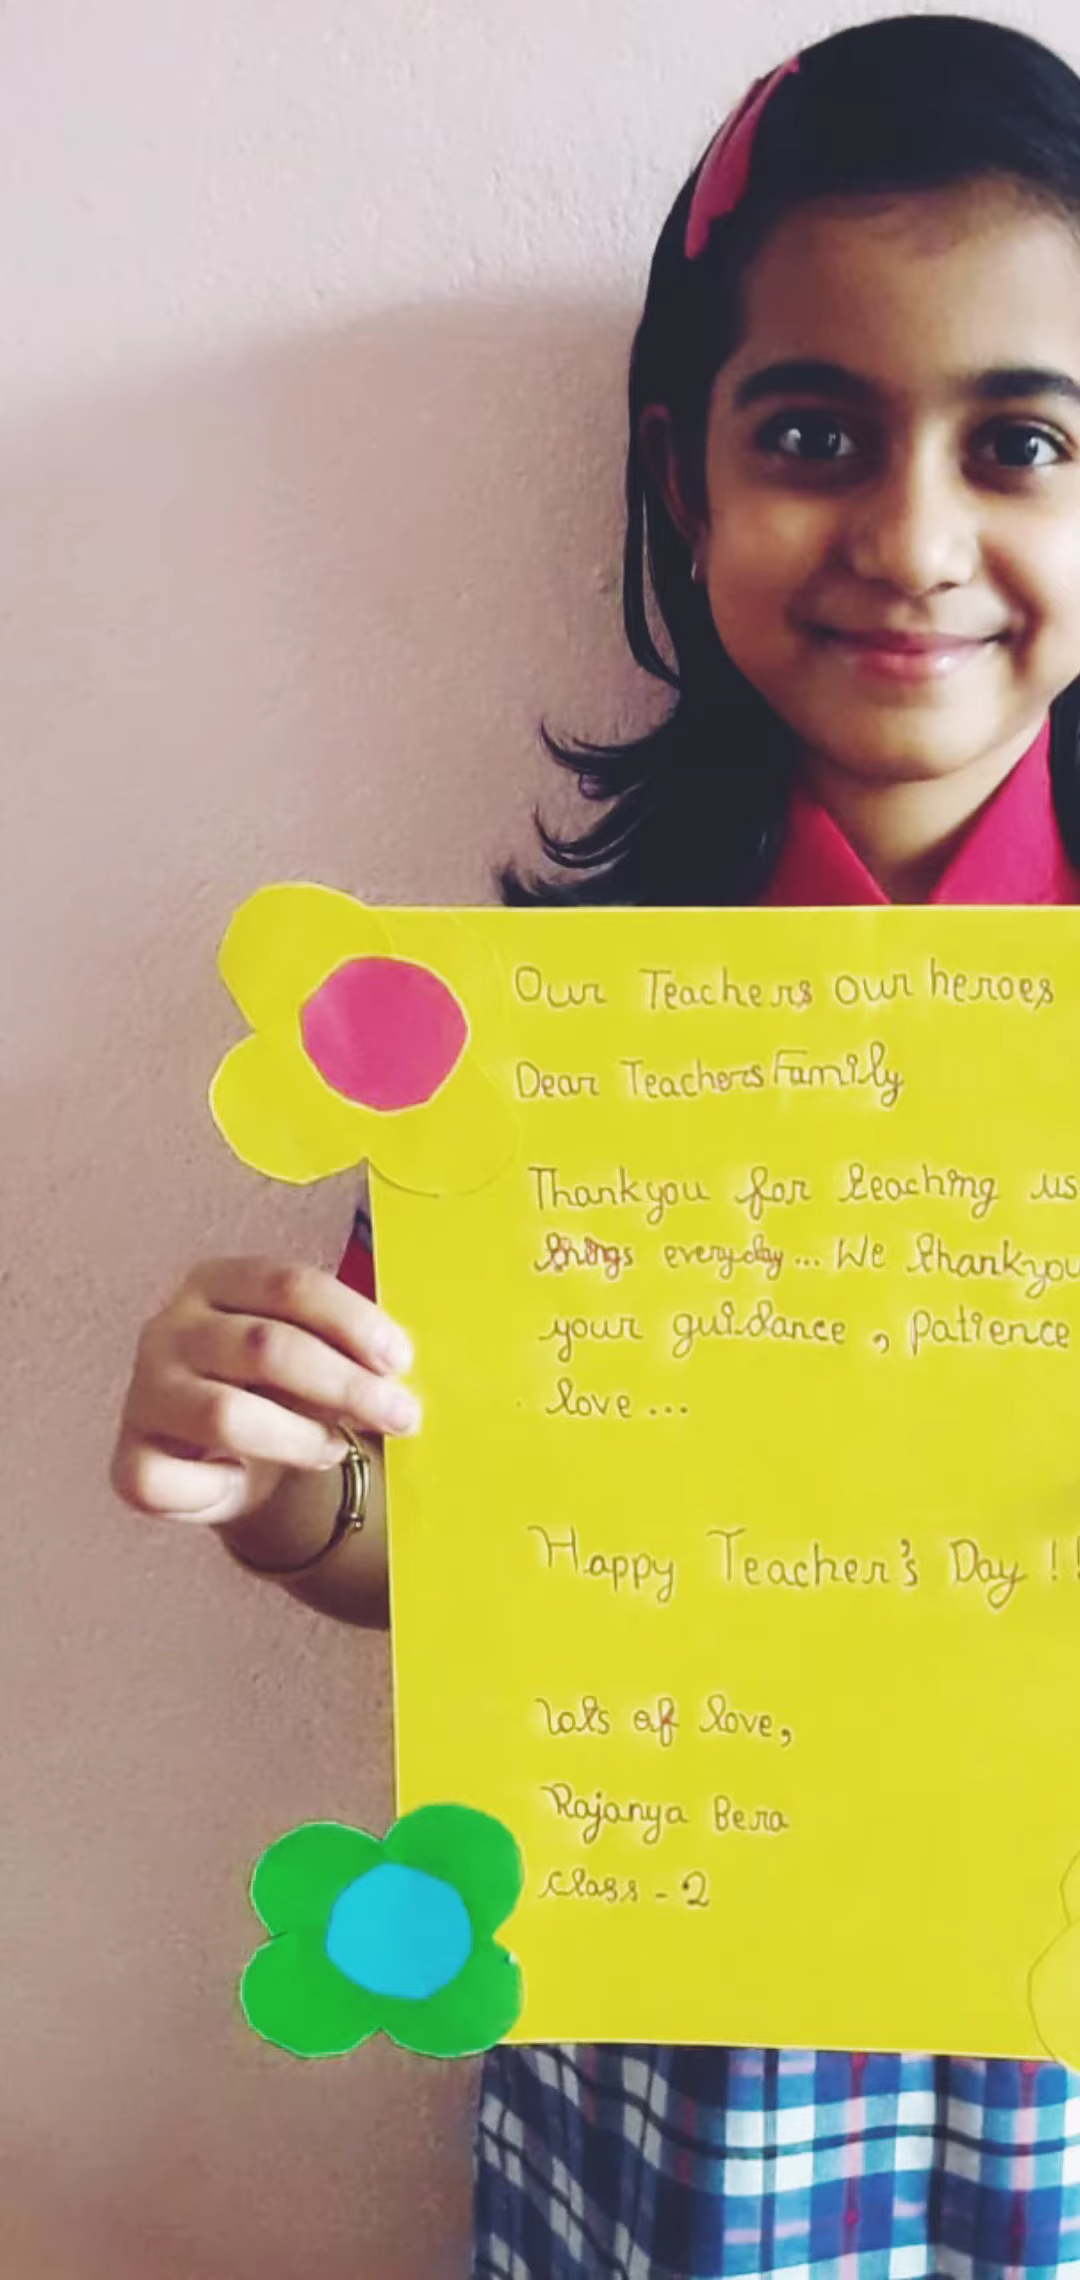 Our Teachers our heroes
Dear Teachers Family
Thankyou for teaching us
things everyday... We thankyou
your guidance, patience
love...
Happy Teacher's Day !!
lots of love,
Rajanya Bera
Class - 2